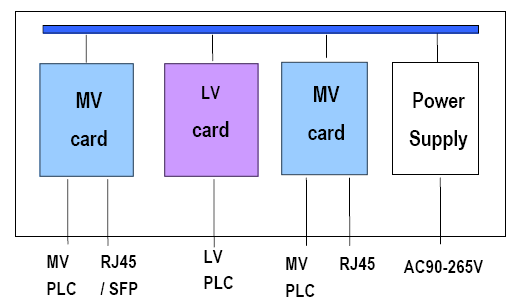 MV
card
LV
card
MV
card
Power
Supply
MV
PLC
RJ45
/ SFP
LV
PLC
MV
PLC
RJ45
AC90-265V